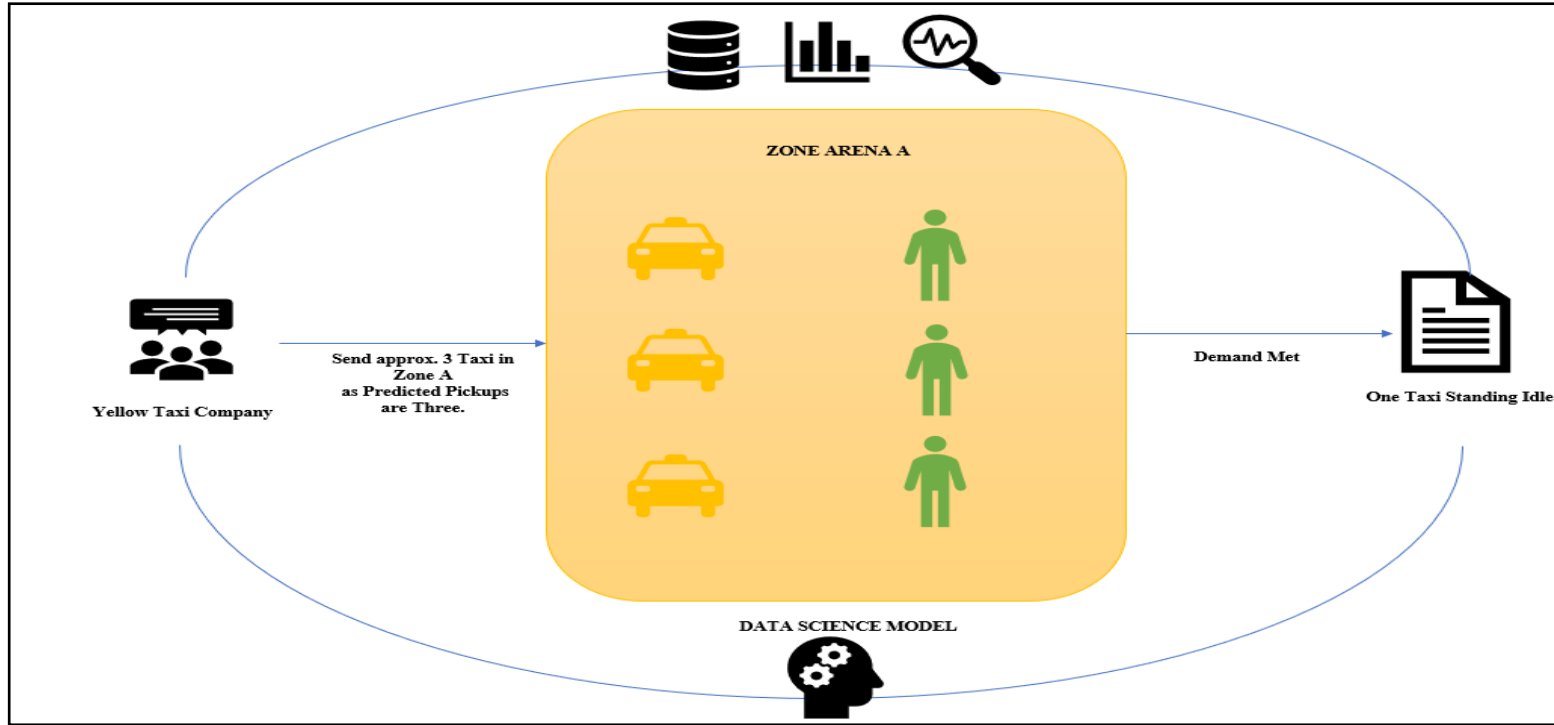 ZONE ARENA A
Send approx. 3 Taxi in
Zone A
as Predicted Pickups
are Three.
Yellow Taxi Company
Demand Met
One Taxi Standing Idle
DATA SCIENCE MODEL